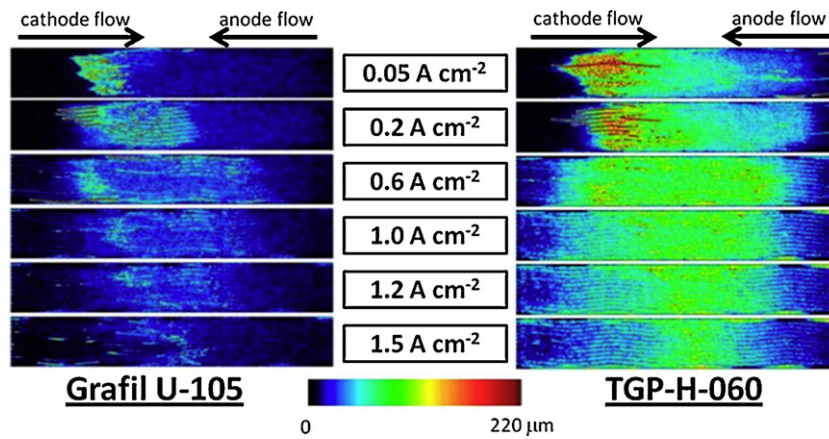 cathode flow anode flow cathode flow anode flow
0.05 A cm⁻²
0.2 A cm⁻²
0.6 A cm⁻²
1.0 A cm⁻²
1.2 A cm⁻²
1.5 A cm⁻²
Grafil U-105 TGP-H-060
0 220 μm